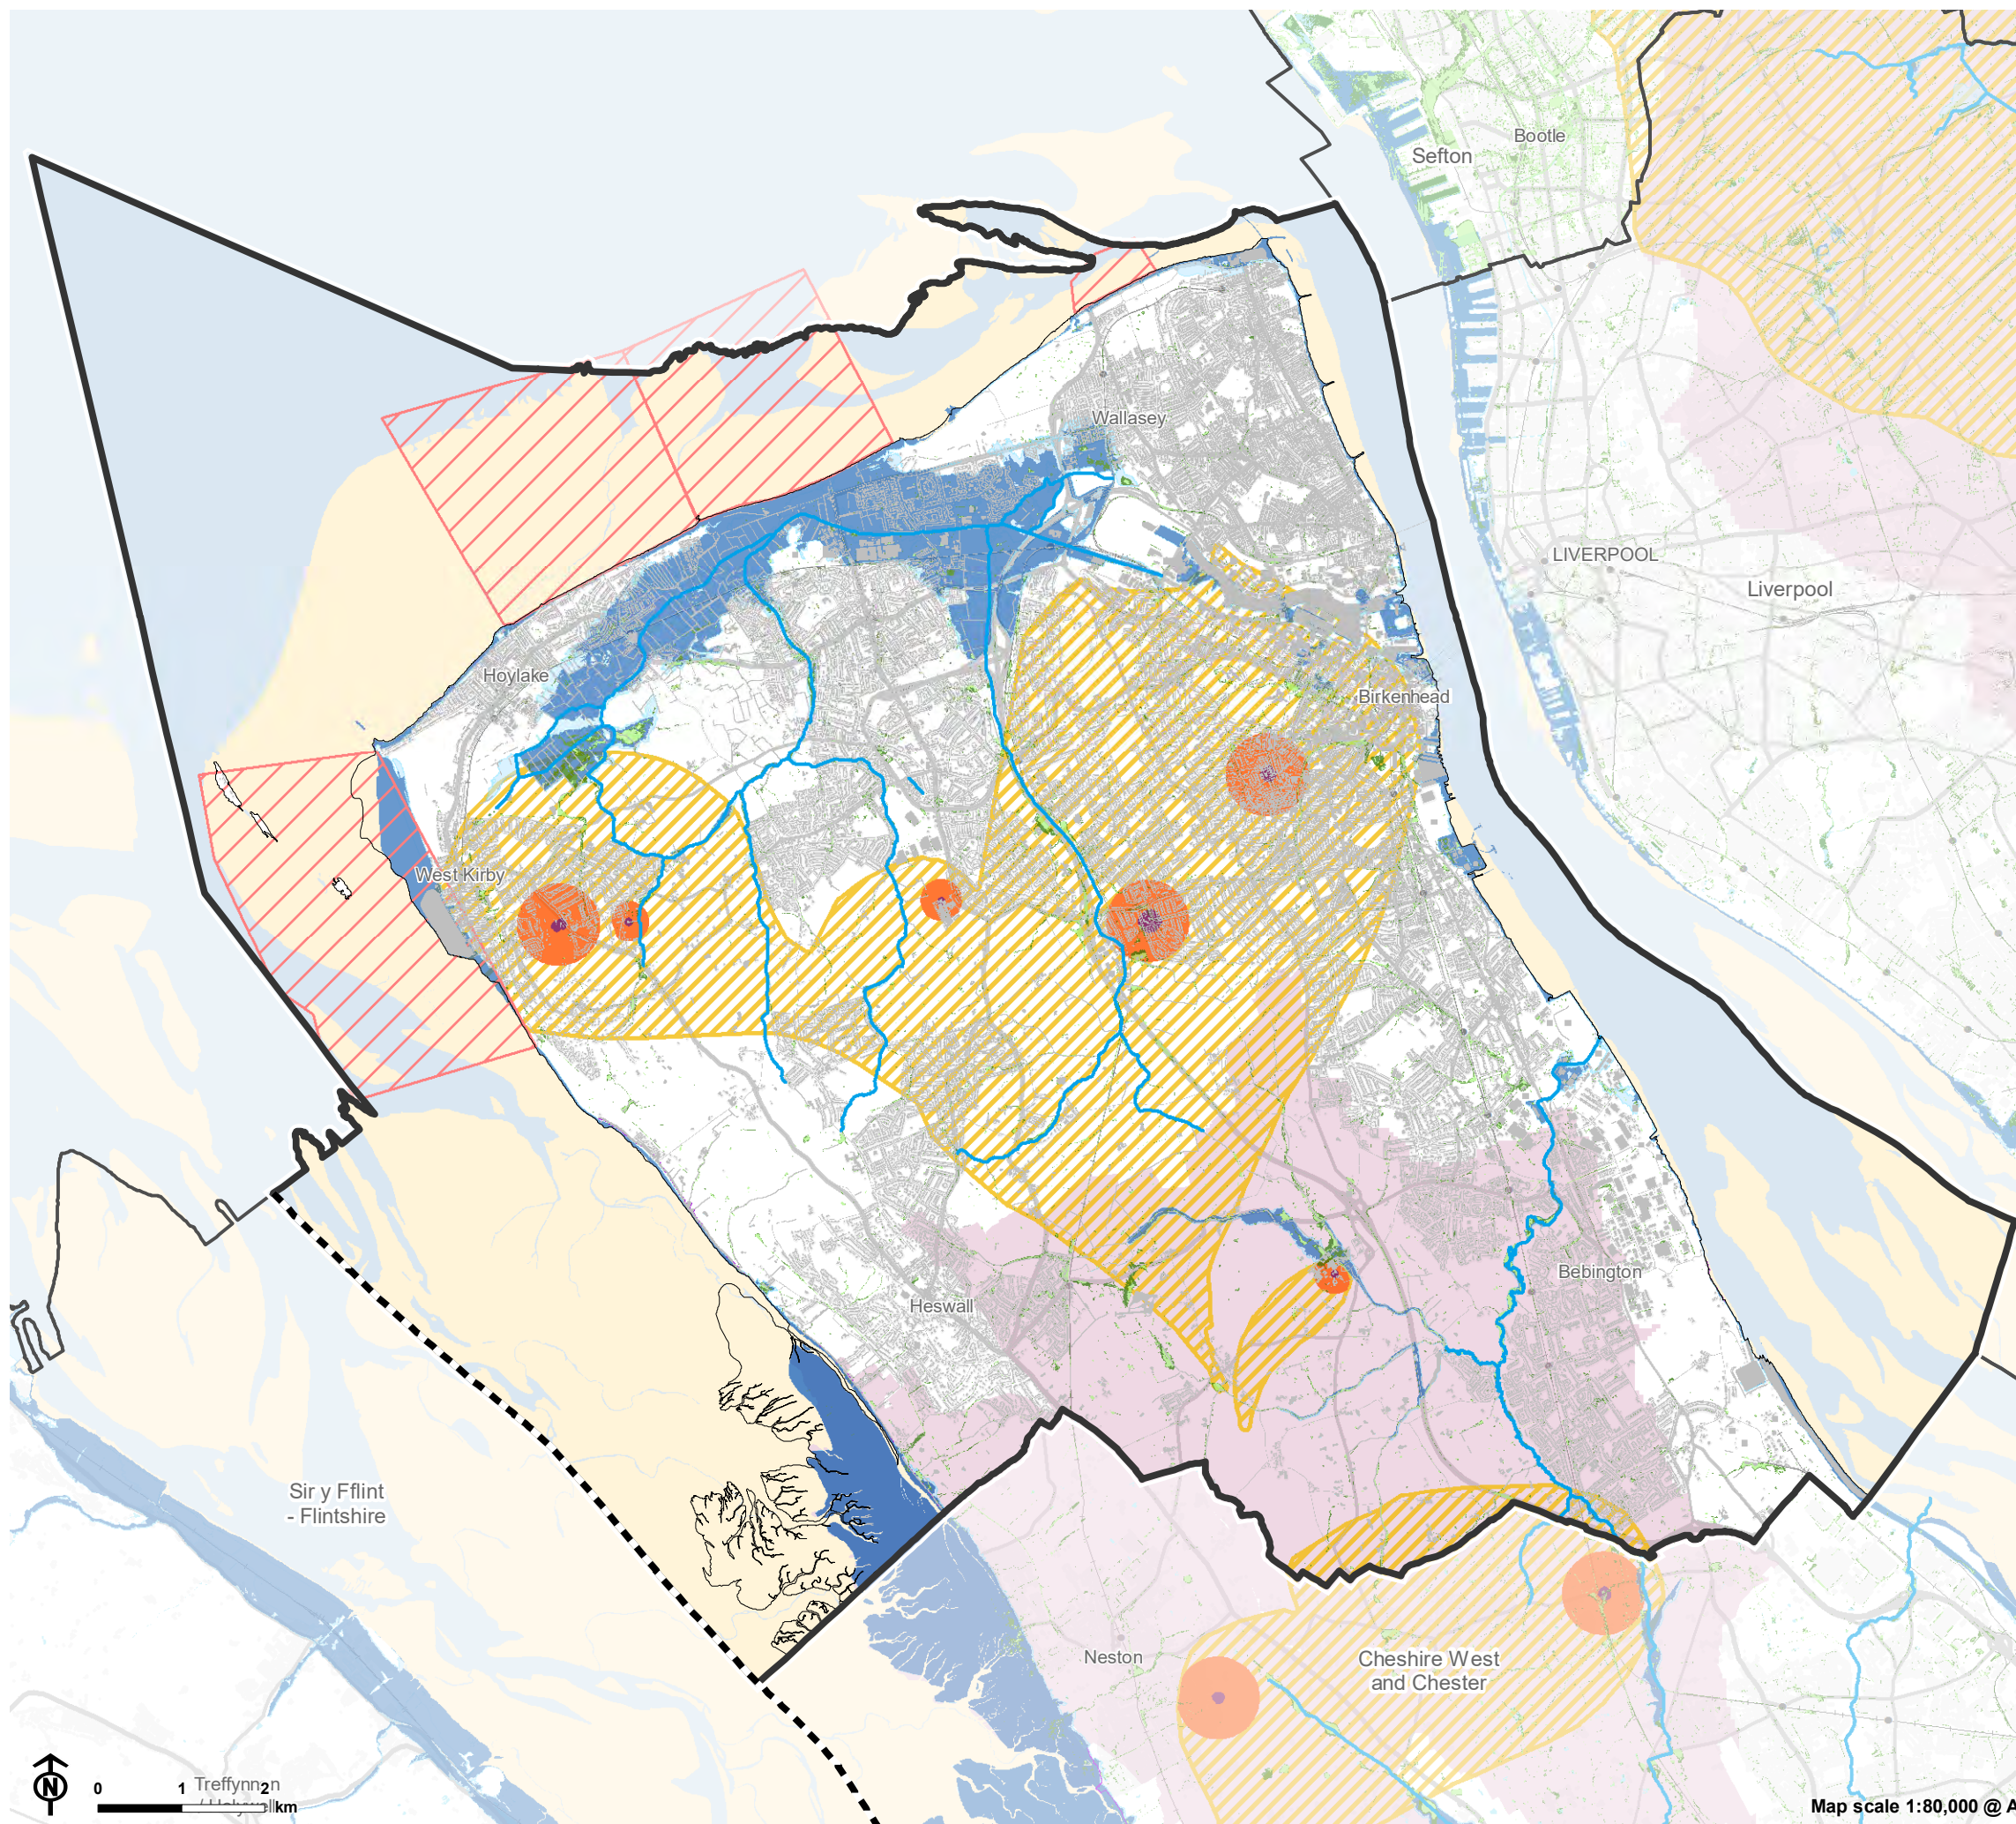 Bootle
Sefton
Wallasey
LIVERPOOL
Liverpool
Hoylake
Birkenhead
West Kirby
Bebington
Heswall
Sir y Fflint
- Flintshire
Neston
Cheshire West
and Chester
N
0 1 2 km
Map scale 1:80,000 @ A